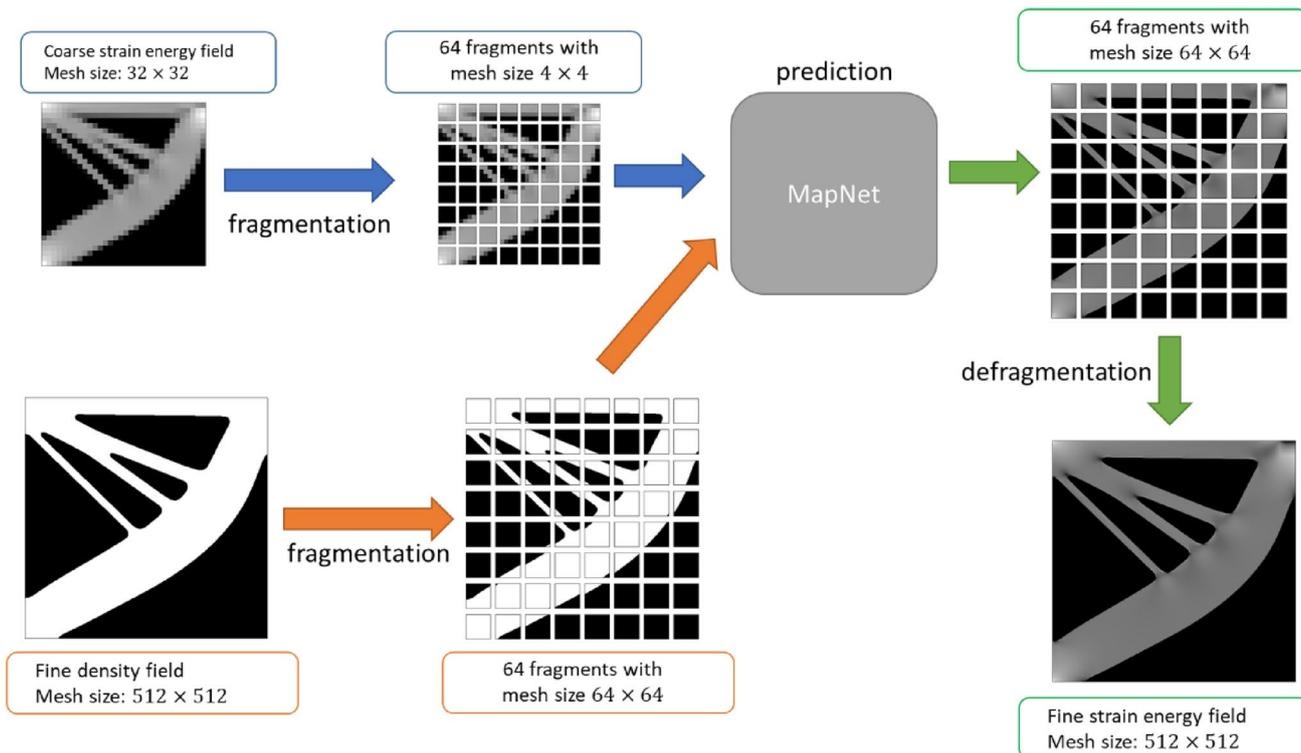 Coarse strain energy field
Mesh size: 32 × 32
64 fragments with
mesh size 4 × 4
prediction
64 fragments with
mesh size 64 × 64
fragmentation
MapNet
defragmentation
fragmentation
Fine density field
Mesh size: 512 × 512
64 fragments with
mesh size 64 × 64
Fine strain energy field
Mesh size: 512 × 512